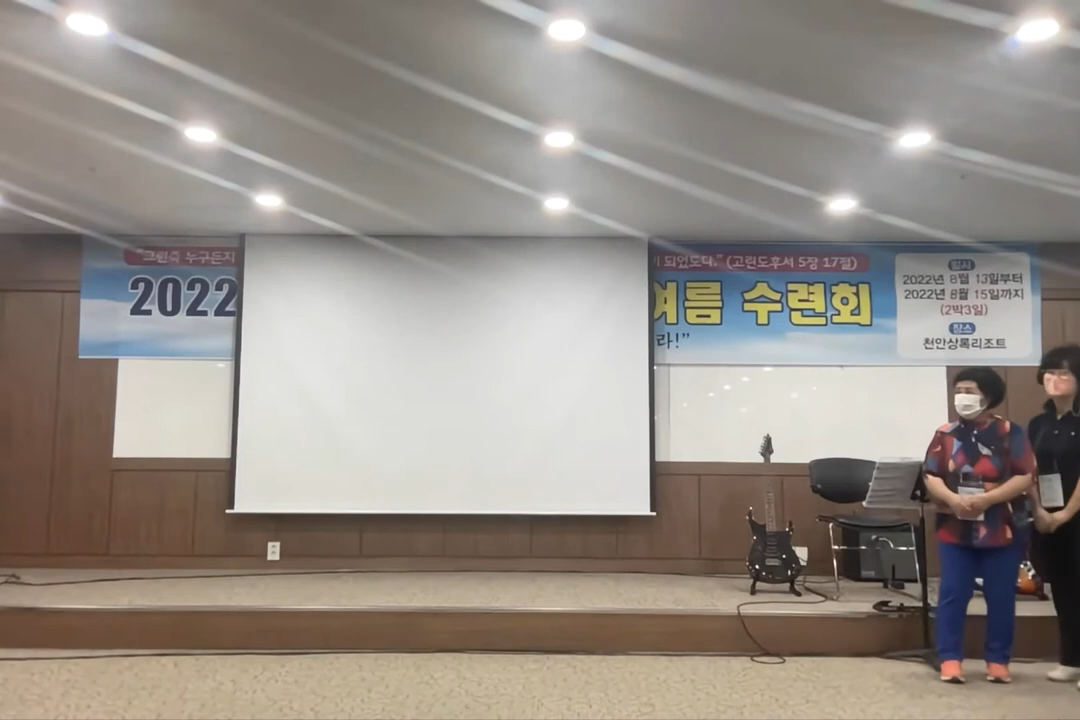 "그런즉 누구든지
2022
되었도다." (고린도후서 5장 17절)
여름 수련회
라!"
일시
2022년 8월 13일부터
2022년 8월 15일까지
(2박3일)
장소
천안상록리조트